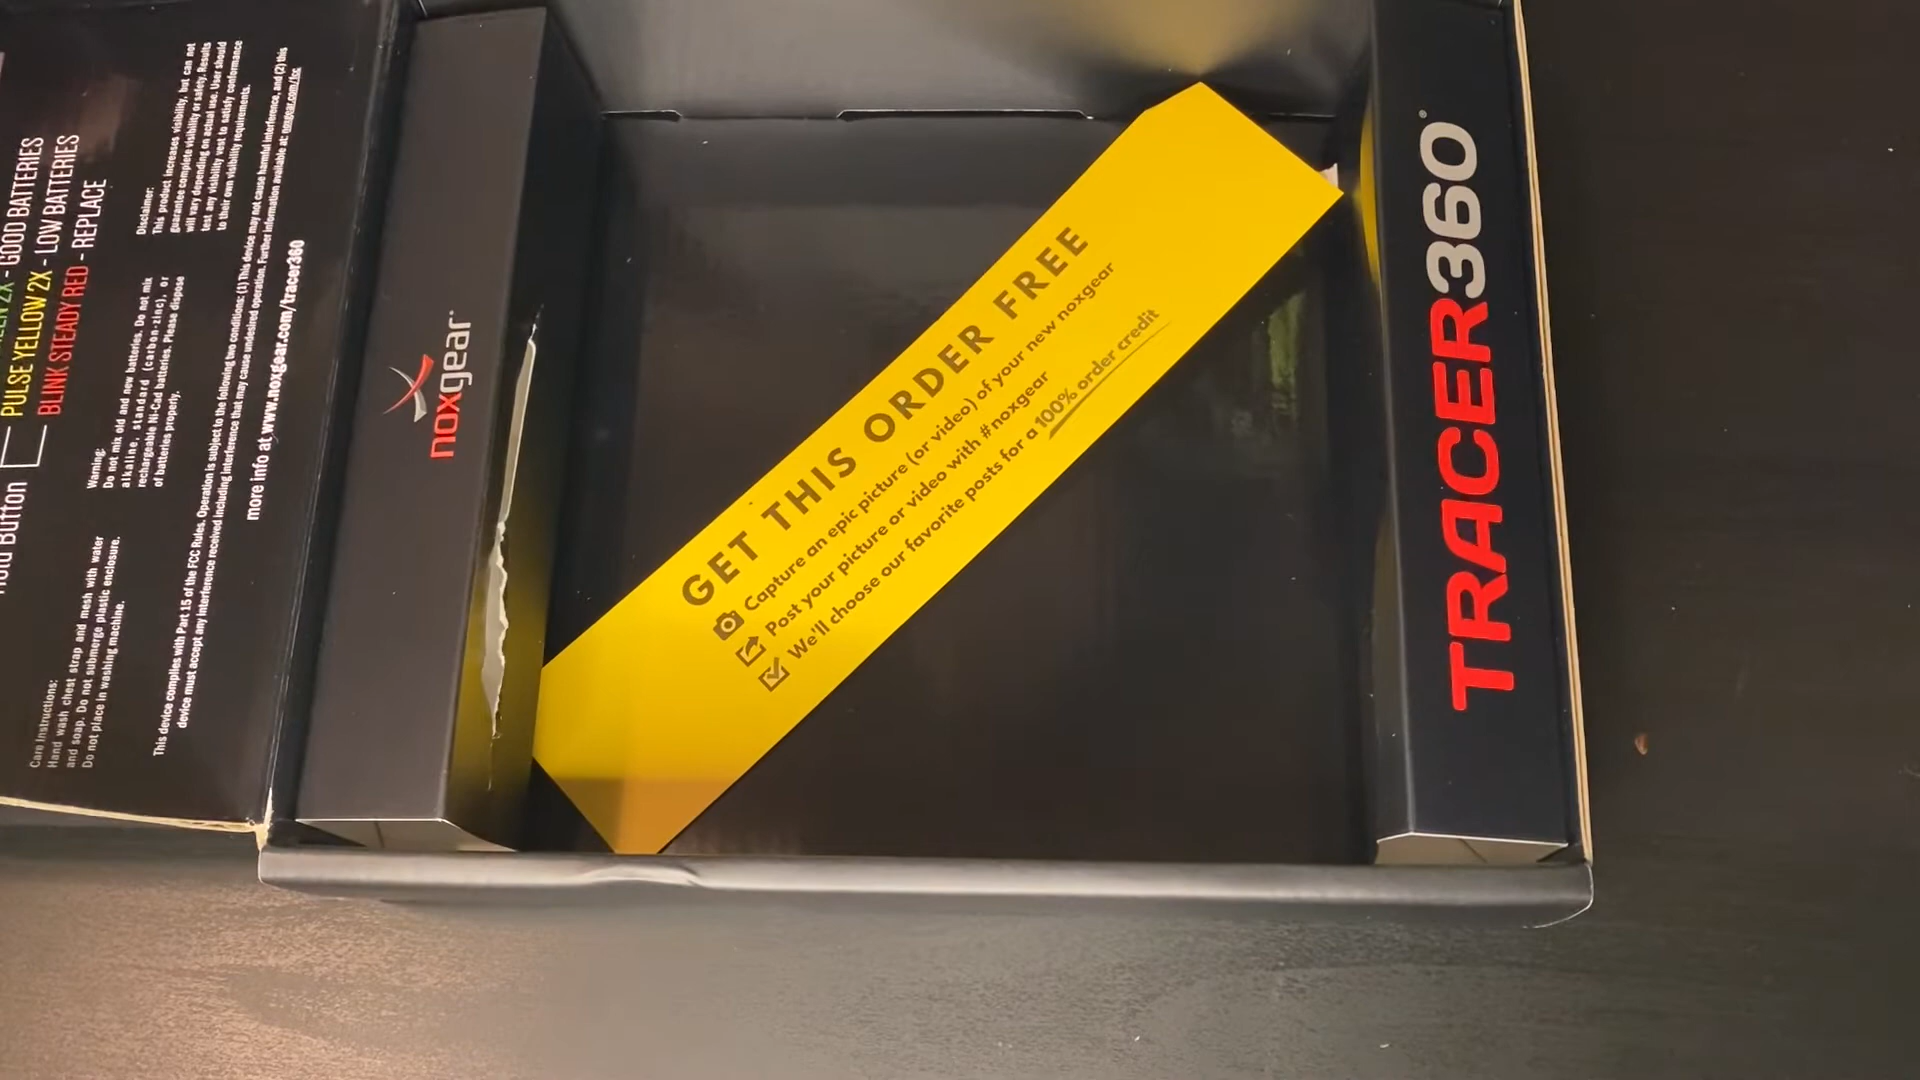 Hold Button
PULSE YELLOW 2X - LOW BATTERIES
BLINK STEADY RED - REPLACE
2X - GOOD BATTERIES
Care Instructions:
Hand wash chest strap and mesh with water
and soap. Do not submerge plastic enclosure.
Do not place in washing machine.
Warning:
Do not mix old and new batteries. Do not mix
alkaline, standard (carbon-zinc), or
rechargeable Ni-Cad batteries. Please dispose
of batteries properly.
Disclaimer:
This product increases visibility, but can not
guarantee complete visibility or safety. Results
will vary depending on actual use. User should
test any visibility vest to satisfy conformance
to their own visibility requirements.
This device complies with Part 15 of the FCC Rules. Operation is subject to the following two conditions: (1) This device may not cause harmful interference, and (2) this
device must accept any interference received including interference that may cause undesired operation. Further information available at: noxgear.com/fcc
more info at www.noxgear.com/tracer360
noxgear
GET THIS ORDER FREE
Capture an epic picture (or video) of your new noxgear
Post your picture or video with #noxgear
We'll choose our favorite posts for a 100% order credit
TRACER360